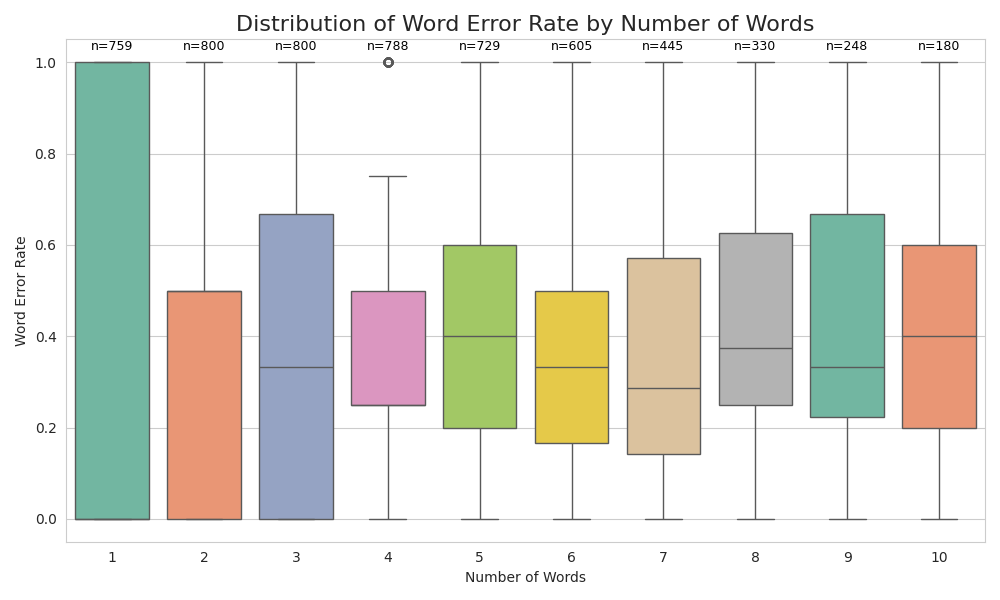 Distribution of Word Error Rate by Number of Words
n=759 n=800 n=800 n=788 n=729 n=605 n=445 n=330 n=248 n=180
1.0
0.8
0.6
0.4
0.2
0.0
Word Error Rate
1 2 3 4 5 6 7 8 9 10
Number of Words